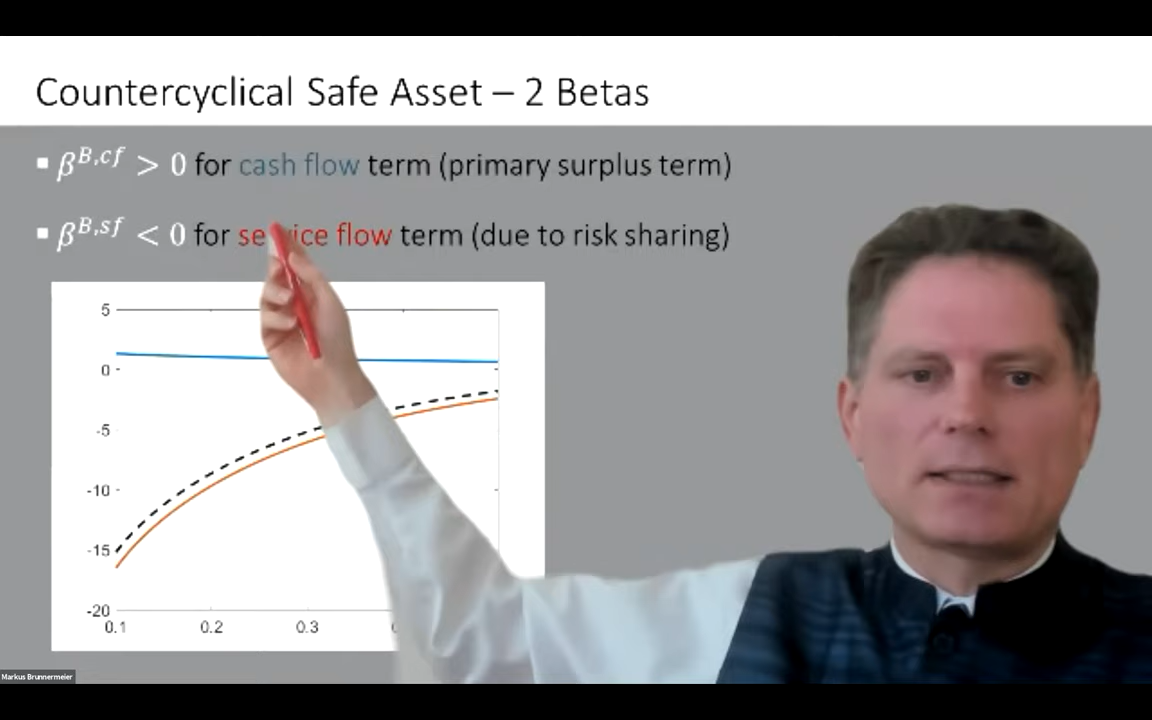 Countercyclical Safe Asset – 2 Betas
▪ β^{B,cf} > 0 for cash flow term (primary surplus term)
▪ β^{B,sf} < 0 for service flow term (due to risk sharing)
5
0
-5
-10
-15
-20
0.1 0.2 0.3
Markus Brunnermeier